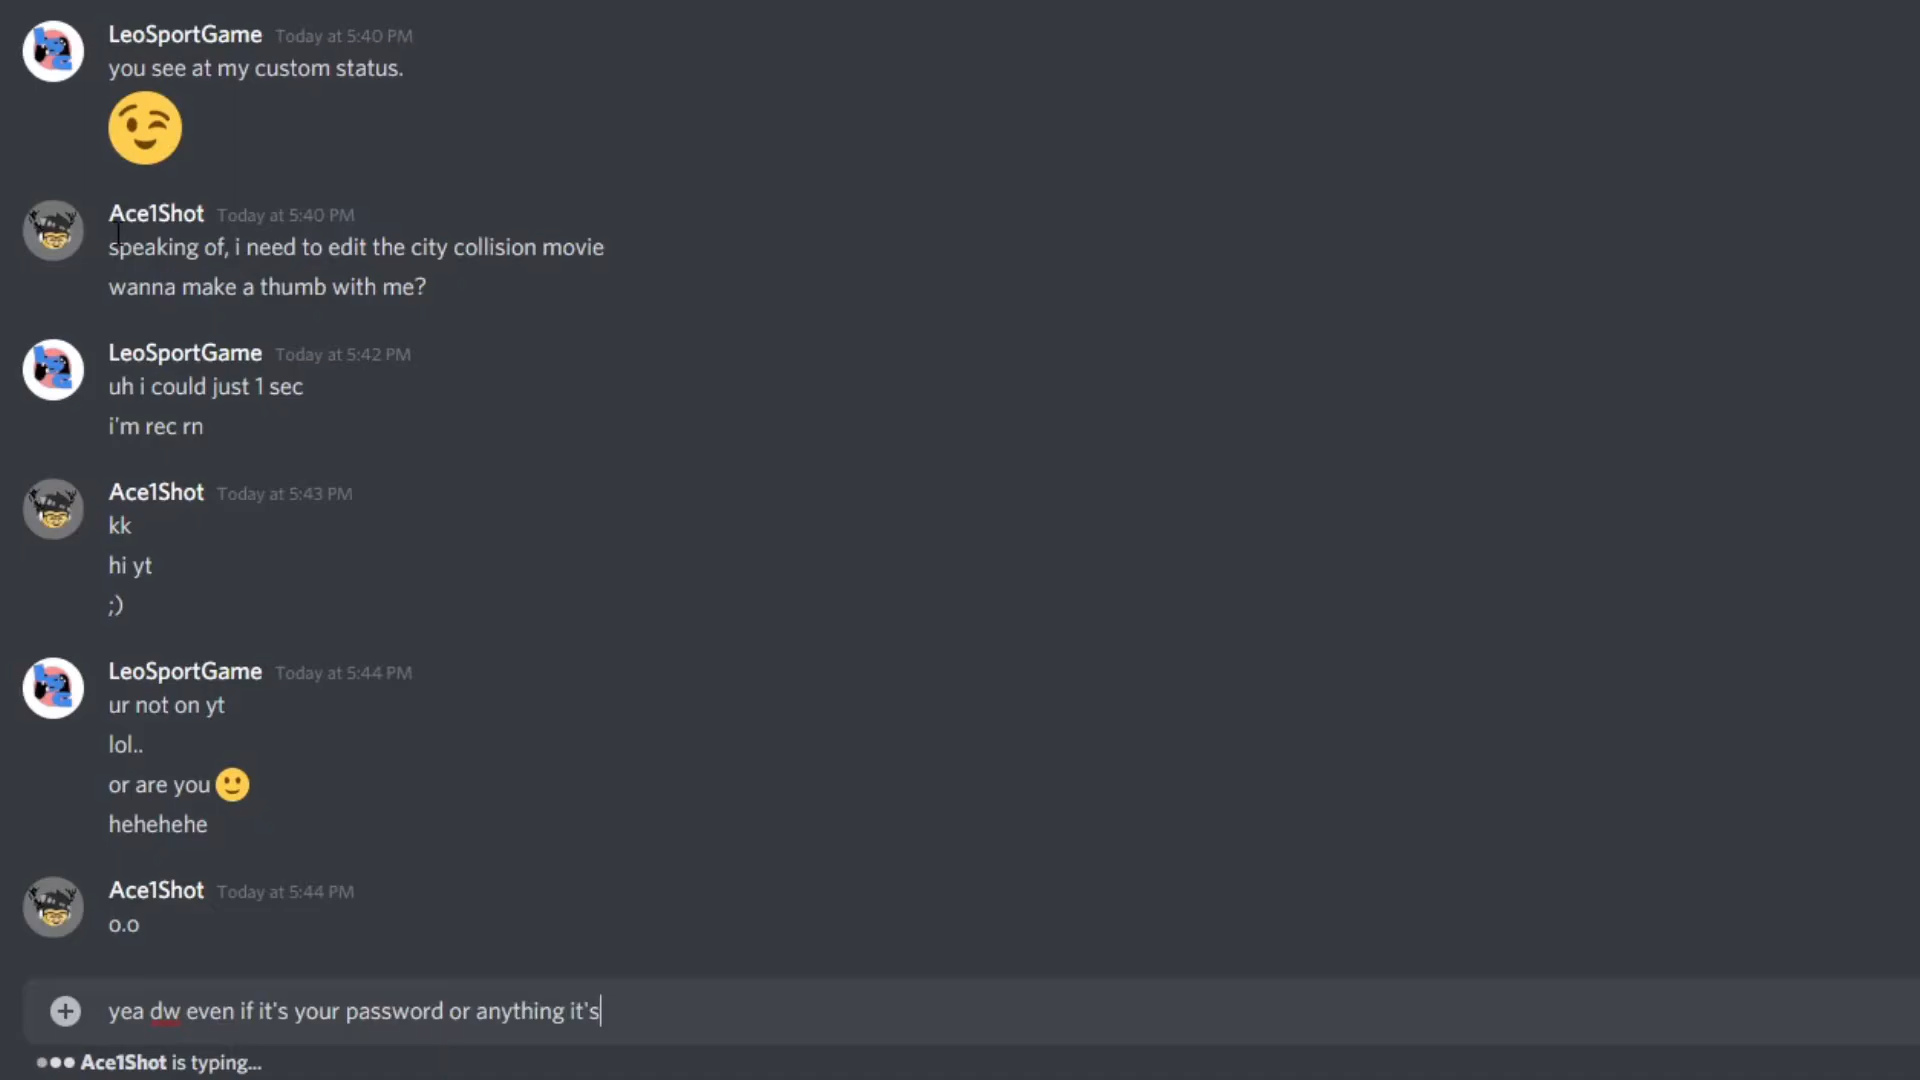 LeoSportGame Today at 5:40 PM
you see at my custom status.
Ace1Shot Today at 5:40 PM
speaking of, i need to edit the city collision movie
wanna make a thumb with me?
LeoSportGame Today at 5:42 PM
uh i could just 1 sec
i'm rec rn
Ace1Shot Today at 5:43 PM
kk
hi yt
;)
LeoSportGame Today at 5:44 PM
ur not on yt
lol..
or are you
hehehehe
Ace1Shot Today at 5:44 PM
o.o
yea dw even if it's your password or anything it's
Ace1Shot is typing...